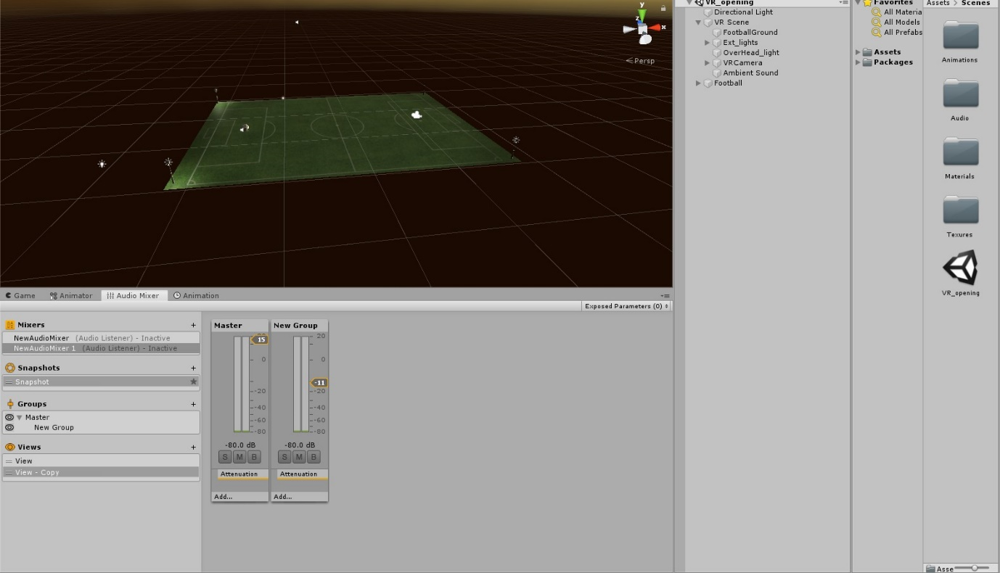 y
z
x
Persp
VR_opening
Directional Light
VR Scene
FootballGround
Ext_lights
OverHead_light
VRCamera
Ambient Sound
Football
Favorites
All Materia
All Models
All Prefabs
Assets
Packages
Assets > Scenes
Animations
Audio
Materials
Texures
VR_opening
Asse
Game Animator Audio Mixer Animation
Exposed Parameters (0)
Mixers +
NewAudioMixer (Audio Listener) - Inactive
NewAudioMixer 1 (Audio Listener) - Inactive
Snapshots +
Snapshot
Groups +
Master
New Group
Views +
View
View - Copy
Master
15
0
-20
-40
-60
-80
-80.0 dB
S M B
Attenuation
Add...
New Group
20
0
-11
-20
-40
-60
-80
-80.0 dB
S M B
Attenuation
Add...